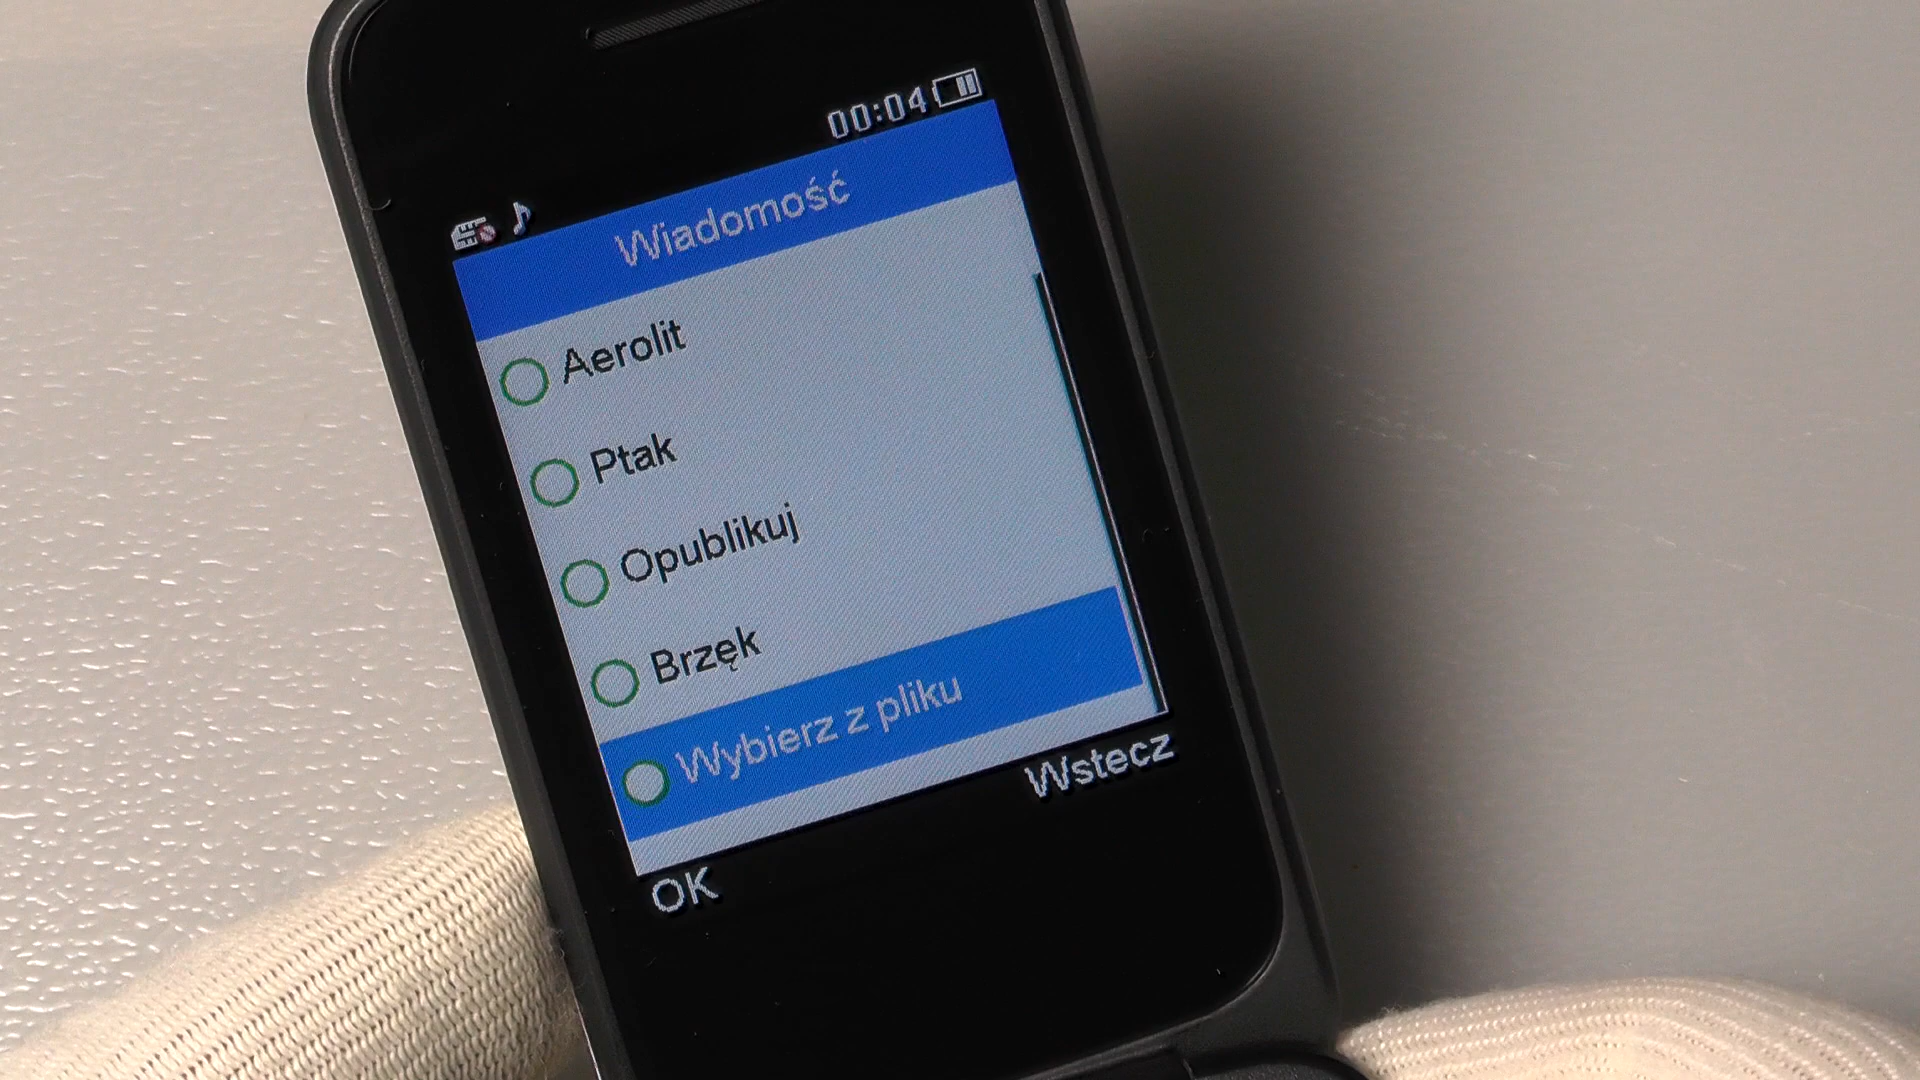 00:04
Wiadomość
Aerolit
Ptak
Opublikuj
Brzęk
Wybierz z pliku
OK
Wstecz